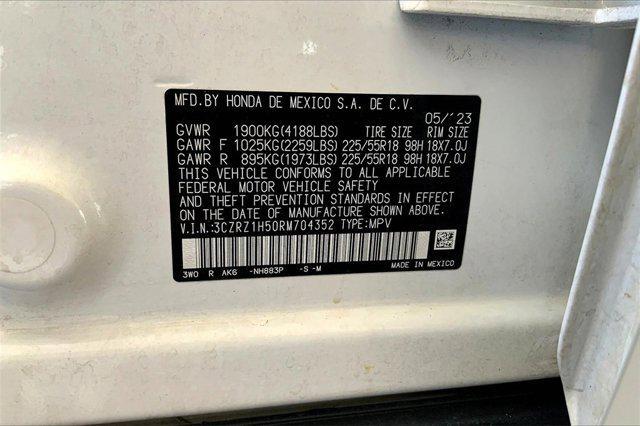 MFD.BY HONDA DE MEXICO S.A. DE C.V.
05/'23
GVWR 1900KG(4188LBS) TIRE SIZE RIM SIZE
GAWR F 1025KG(2259LBS) 225/55R18 98H 18X7.0J
GAWR R 895KG(1973LBS) 225/55R18 98H 18X7.0J
THIS VEHICLE CONFORMS TO ALL APPLICABLE
FEDERAL MOTOR VEHICLE SAFETY
AND THEFT PREVENTION STANDARDS IN EFFECT
ON THE DATE OF MANUFACTURE SHOWN ABOVE.
V.I.N.:3CZRZ1H50RM704352 TYPE:MPV
3W0 R AK6 -NH883P -S-M MADE IN MEXICO